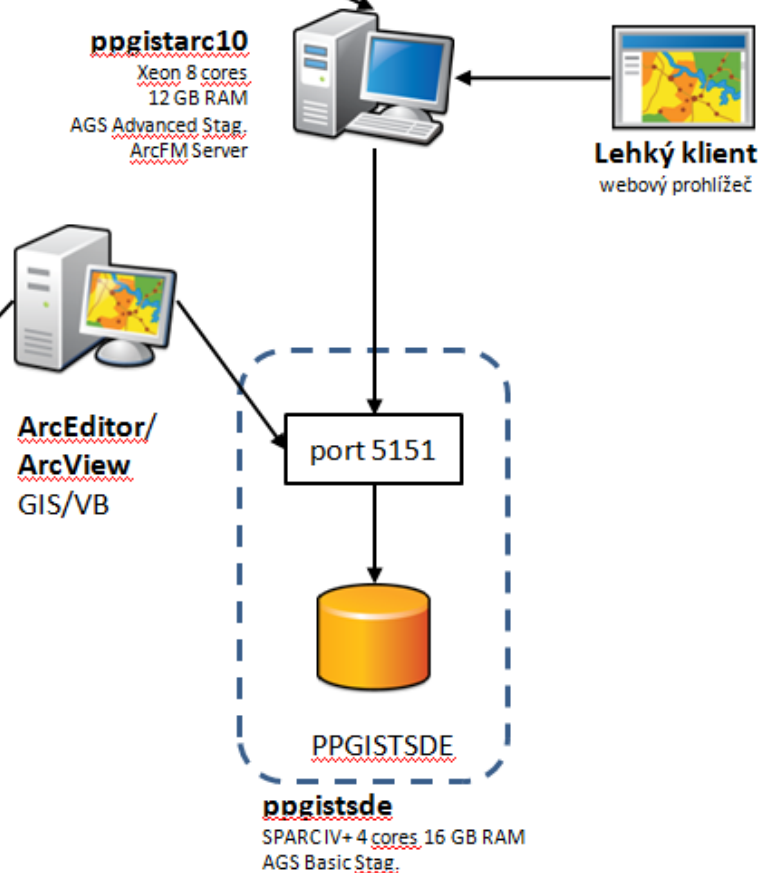 ppgistarc10
Xeon 8 cores
12 GB RAM
AGS Advanced Stag.
ArcFM Server
Lehký klient
webový prohlížeč
ArcEditor/
ArcView
GIS/VB
port 5151
PPGISTSDE
ppgistsde
SPARC IV+ 4 cores 16 GB RAM
AGS Basic Stag.